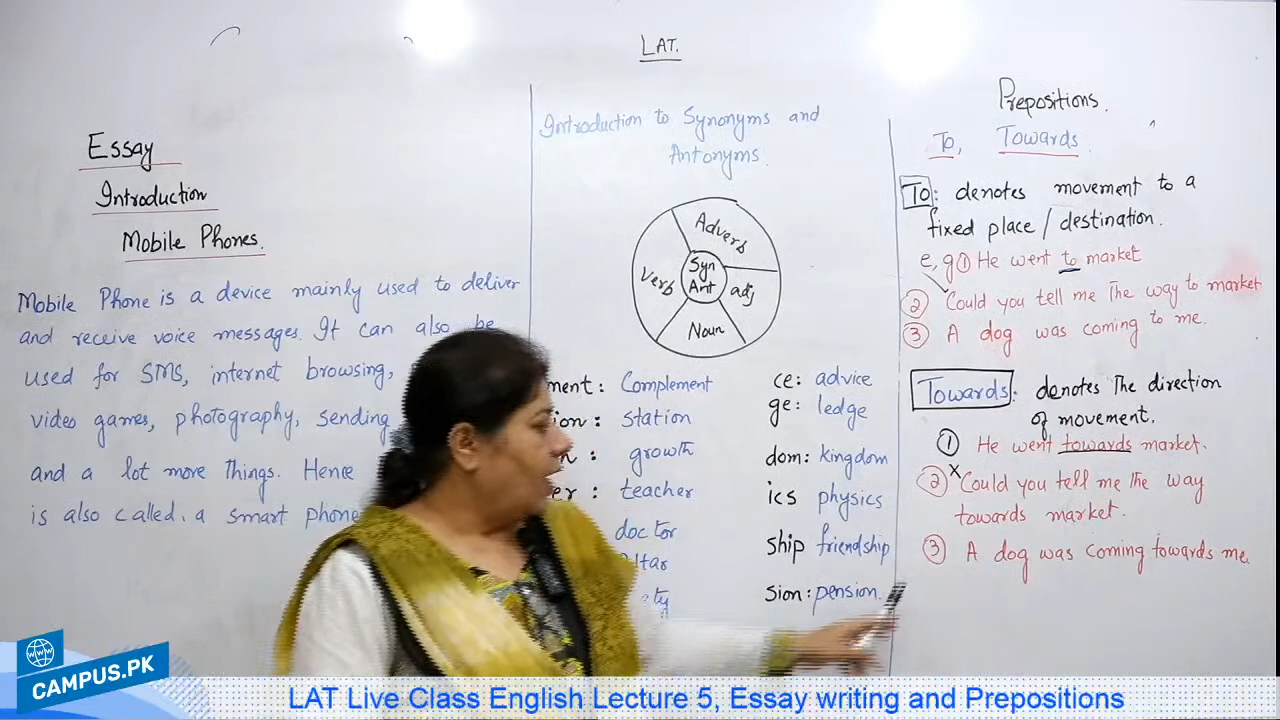 LAT.
Essay
Introduction
Mobile Phones.
Mobile Phone is a device mainly used to deliver
and receive voice messages. It can also be
used for SMS, internet browsing,
video games, photography, sending
and a lot more things. Hence
is also called. a smart phone
Introduction to Synonyms and
Antonyms.
Adverb
Syn
Ant
Verb
adj
Noun
ment: Complement
ion: station
: growth
er: teacher
doctor
ltar
ty
ce: advice
ge: ledge
dom: kingdom
ics physics
ship friendship
sion: pension.
Prepositions.
To, Towards
To: denotes movement to a
fixed place / destination.
e,g ① He went to market
② Could you tell me The way to market
③ A dog was coming to me.
Towards: denotes The direction
of movement.
① He went towards market.
② x Could you tell me the way
towards market.
③ A dog was coming towards me.
WWW
CAMPUS.PK
LAT Live Class English Lecture 5, Essay writing and Prepositions